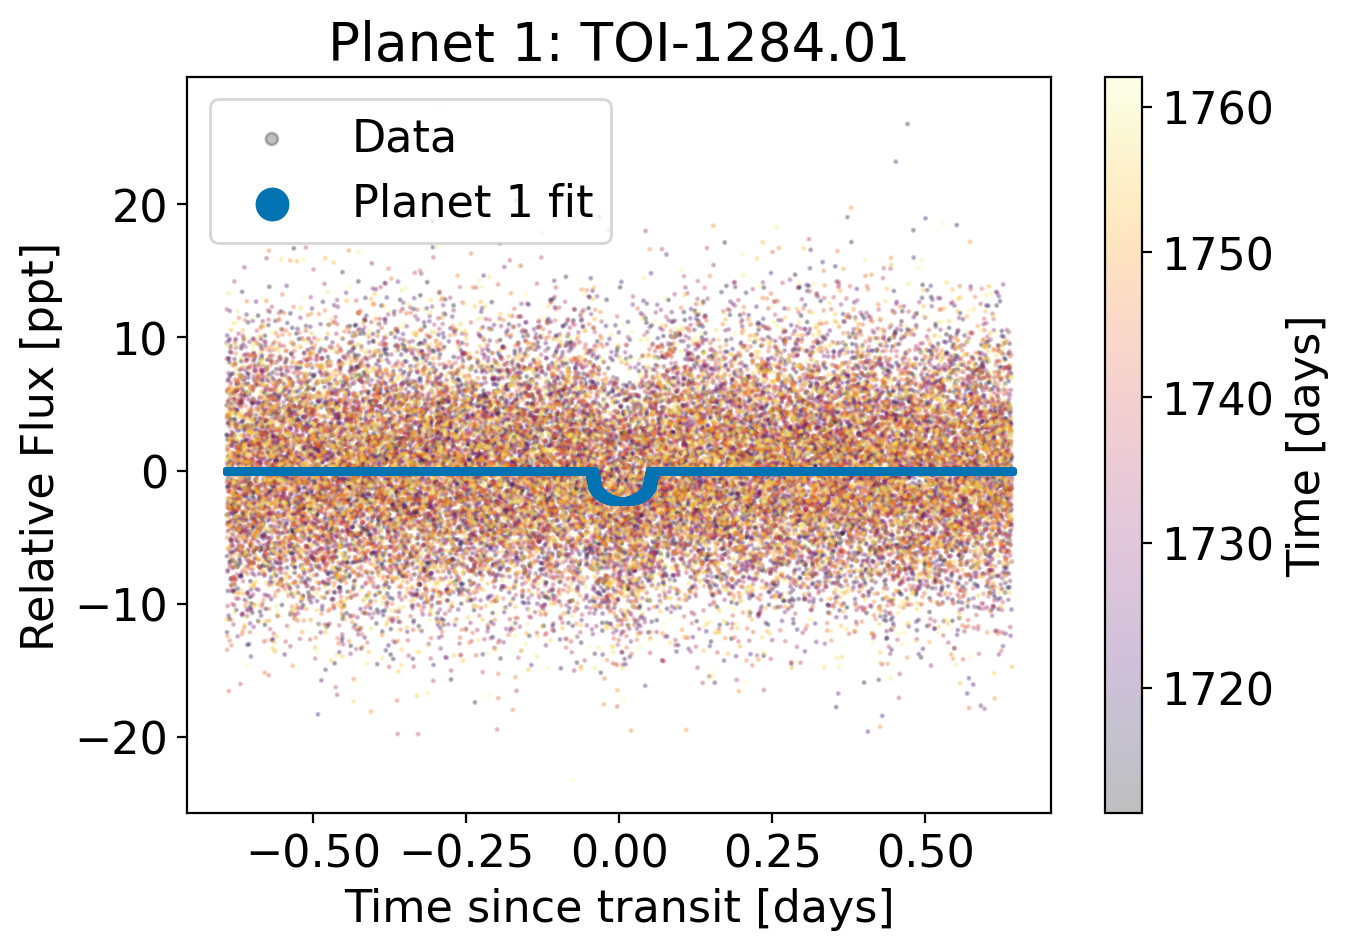 Planet 1: TOI-1284.01
Data
Planet 1 fit
Relative Flux [ppt]
20
10
0
−10
−20
−0.50
−0.25
0.00
0.25
0.50
Time since transit [days]
1760
1750
1740
1730
1720
Time [days]